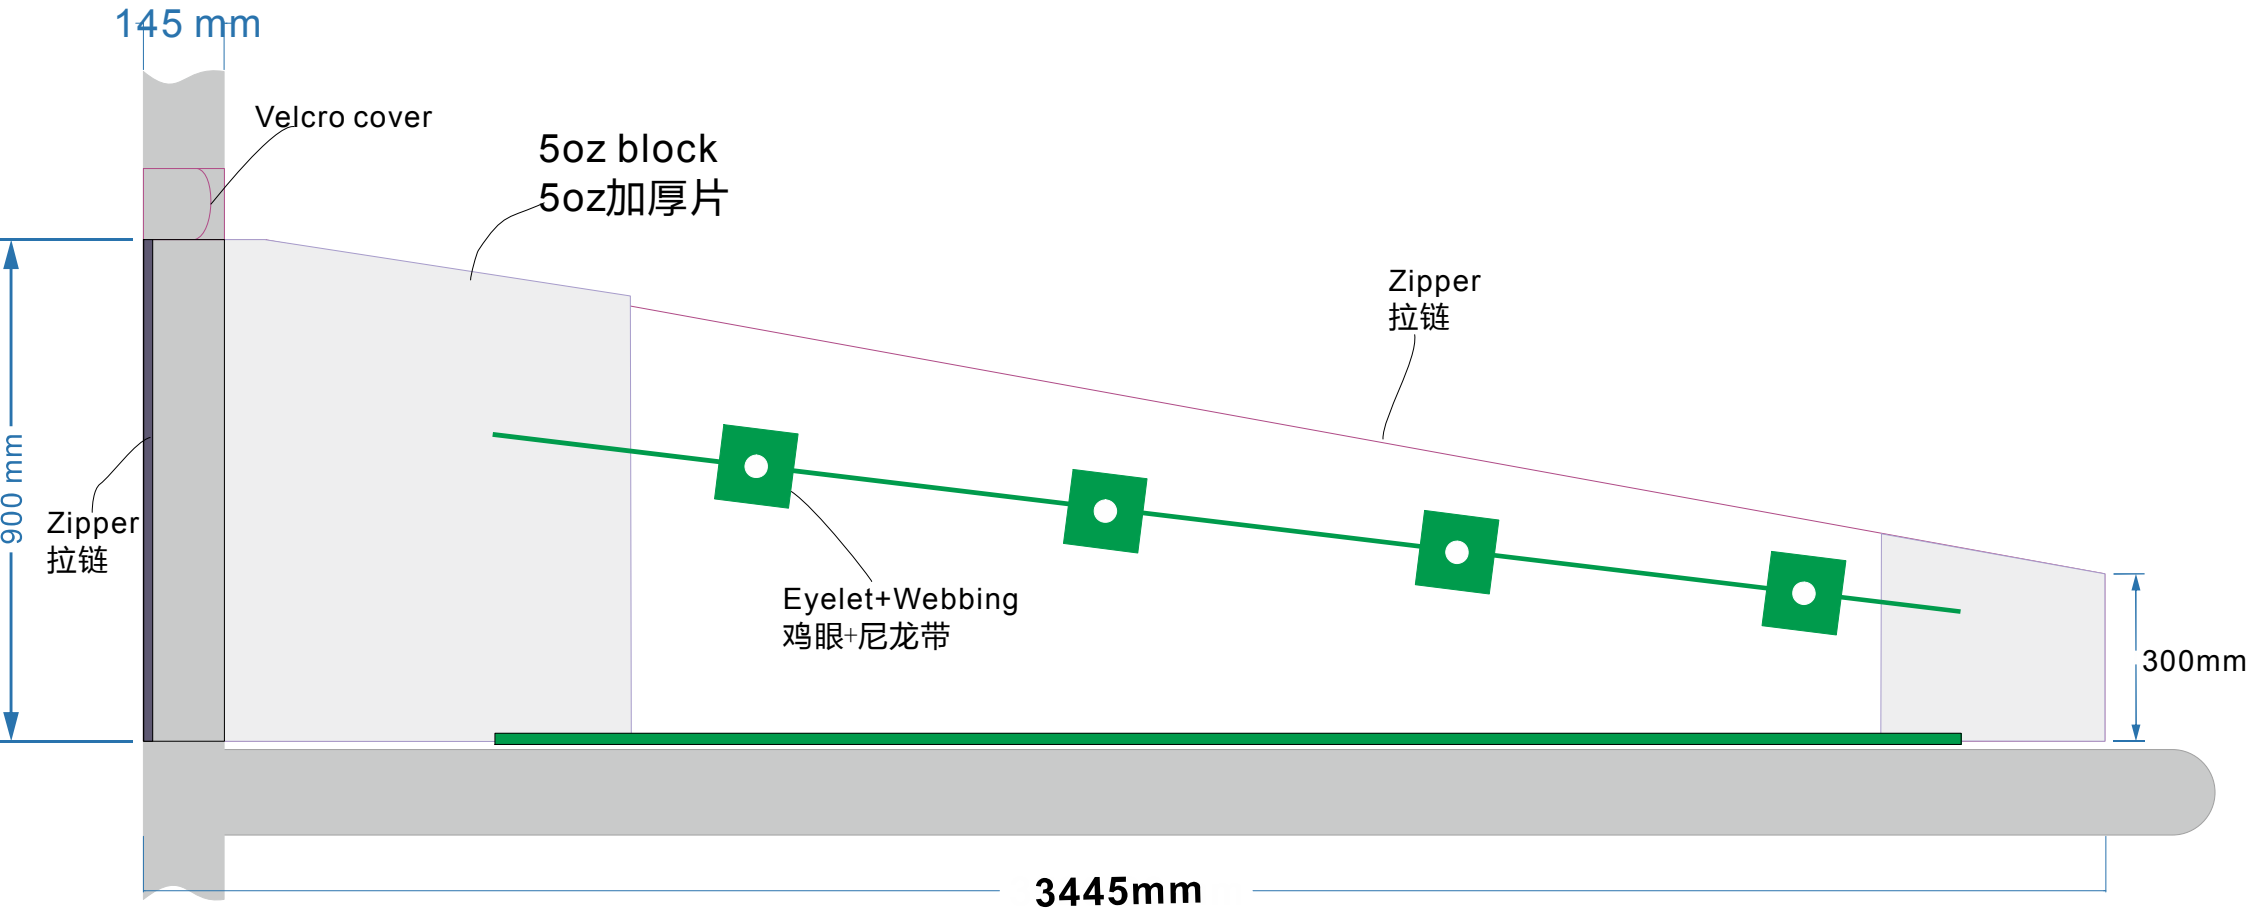 145 mm
Velcro cover
5oz block
5oz加厚片
Zipper
拉链
900 mm
Zipper
拉链
Eyelet+Webbing
鸡眼+尼龙带
300mm
3445mm